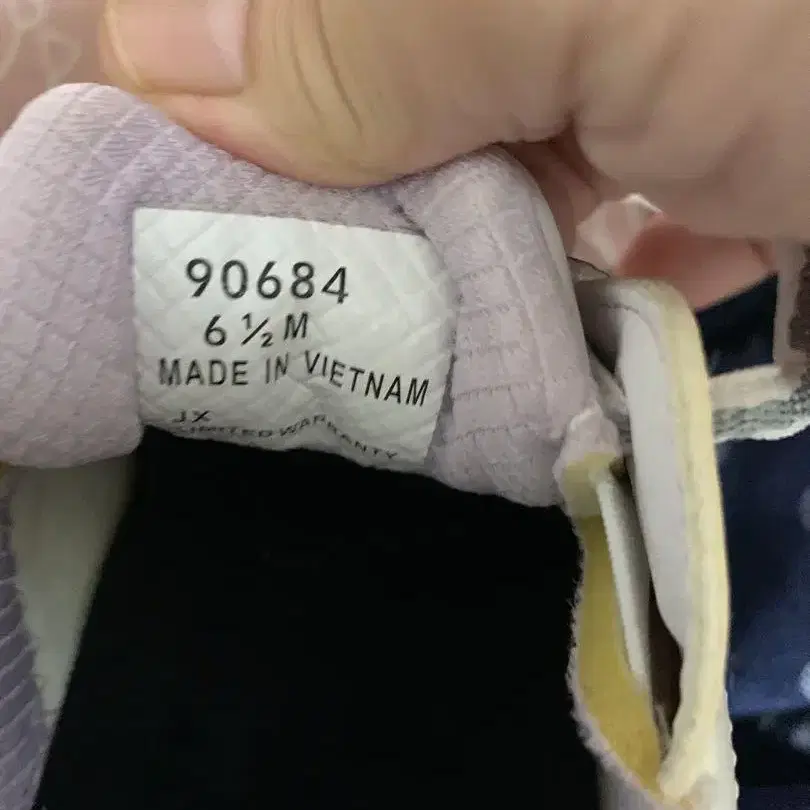 90684
6 ½ M
MADE IN VIETNAM
JX
LIMITED WARRANTY